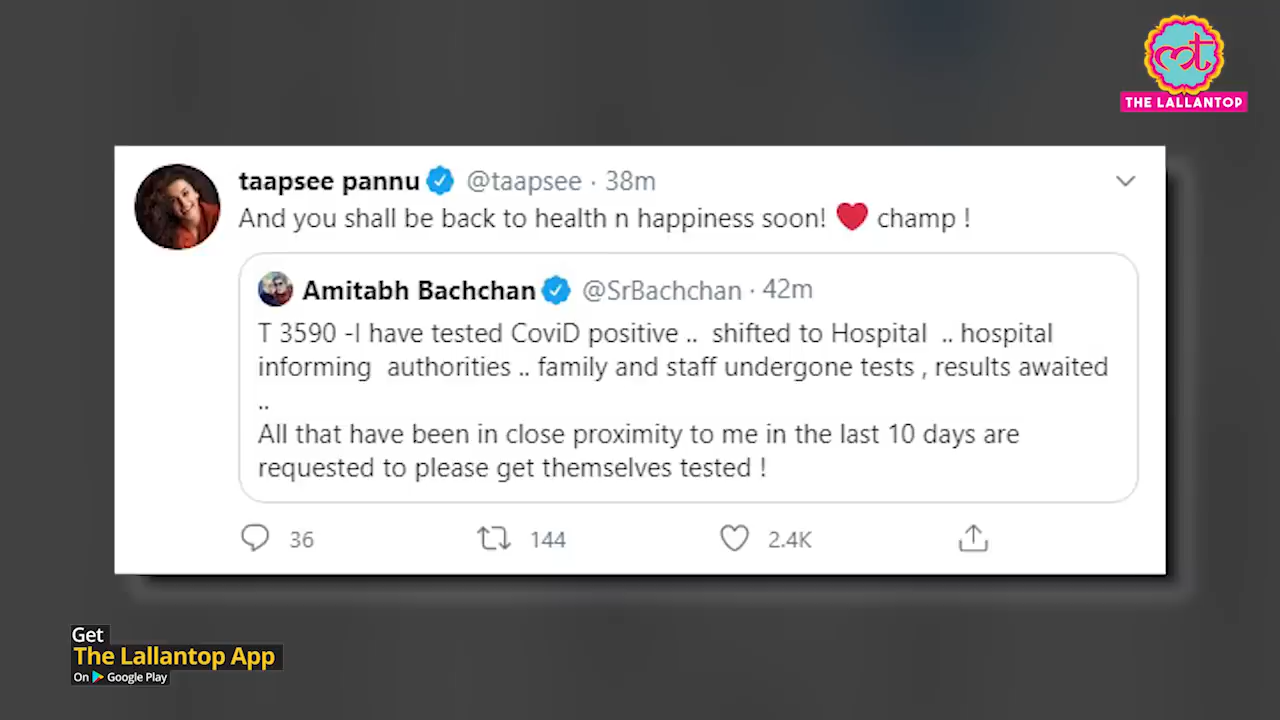 THE LALLANTOP
taapsee pannu @taapsee · 38m
And you shall be back to health n happiness soon! ❤️ champ !
Amitabh Bachchan @SrBachchan · 42m
T 3590 -I have tested CoviD positive .. shifted to Hospital .. hospital
informing authorities .. family and staff undergone tests , results awaited
..
All that have been in close proximity to me in the last 10 days are
requested to please get themselves tested !
36 144 2.4K
Get
The Lallantop App
On Google Play